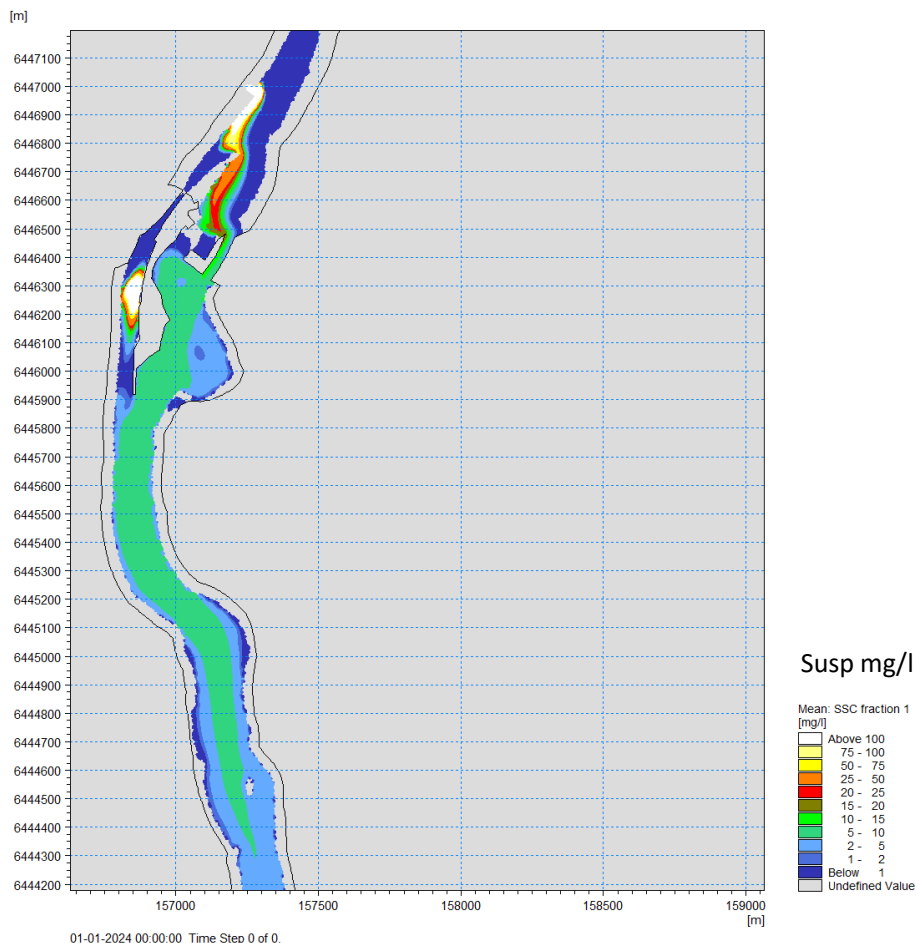 [m]
6447100
6447000
6446900
6446800
6446700
6446600
6446500
6446400
6446300
6446200
6446100
6446000
6445900
6445800
6445700
6445600
6445500
6445400
6445300
6445200
6445100
6445000
6444900
6444800
6444700
6444600
6444500
6444400
6444300
6444200
157000 157500 158000 158500 159000
[m]
01-01-2024 00:00:00 Time Step 0 of 0.
Susp mg/l
Mean: SSC fraction 1
[mg/l]
Above 100
75 - 100
50 - 75
25 - 50
20 - 25
15 - 20
10 - 15
5 - 10
2 - 5
1 - 2
Below 1
Undefined Value